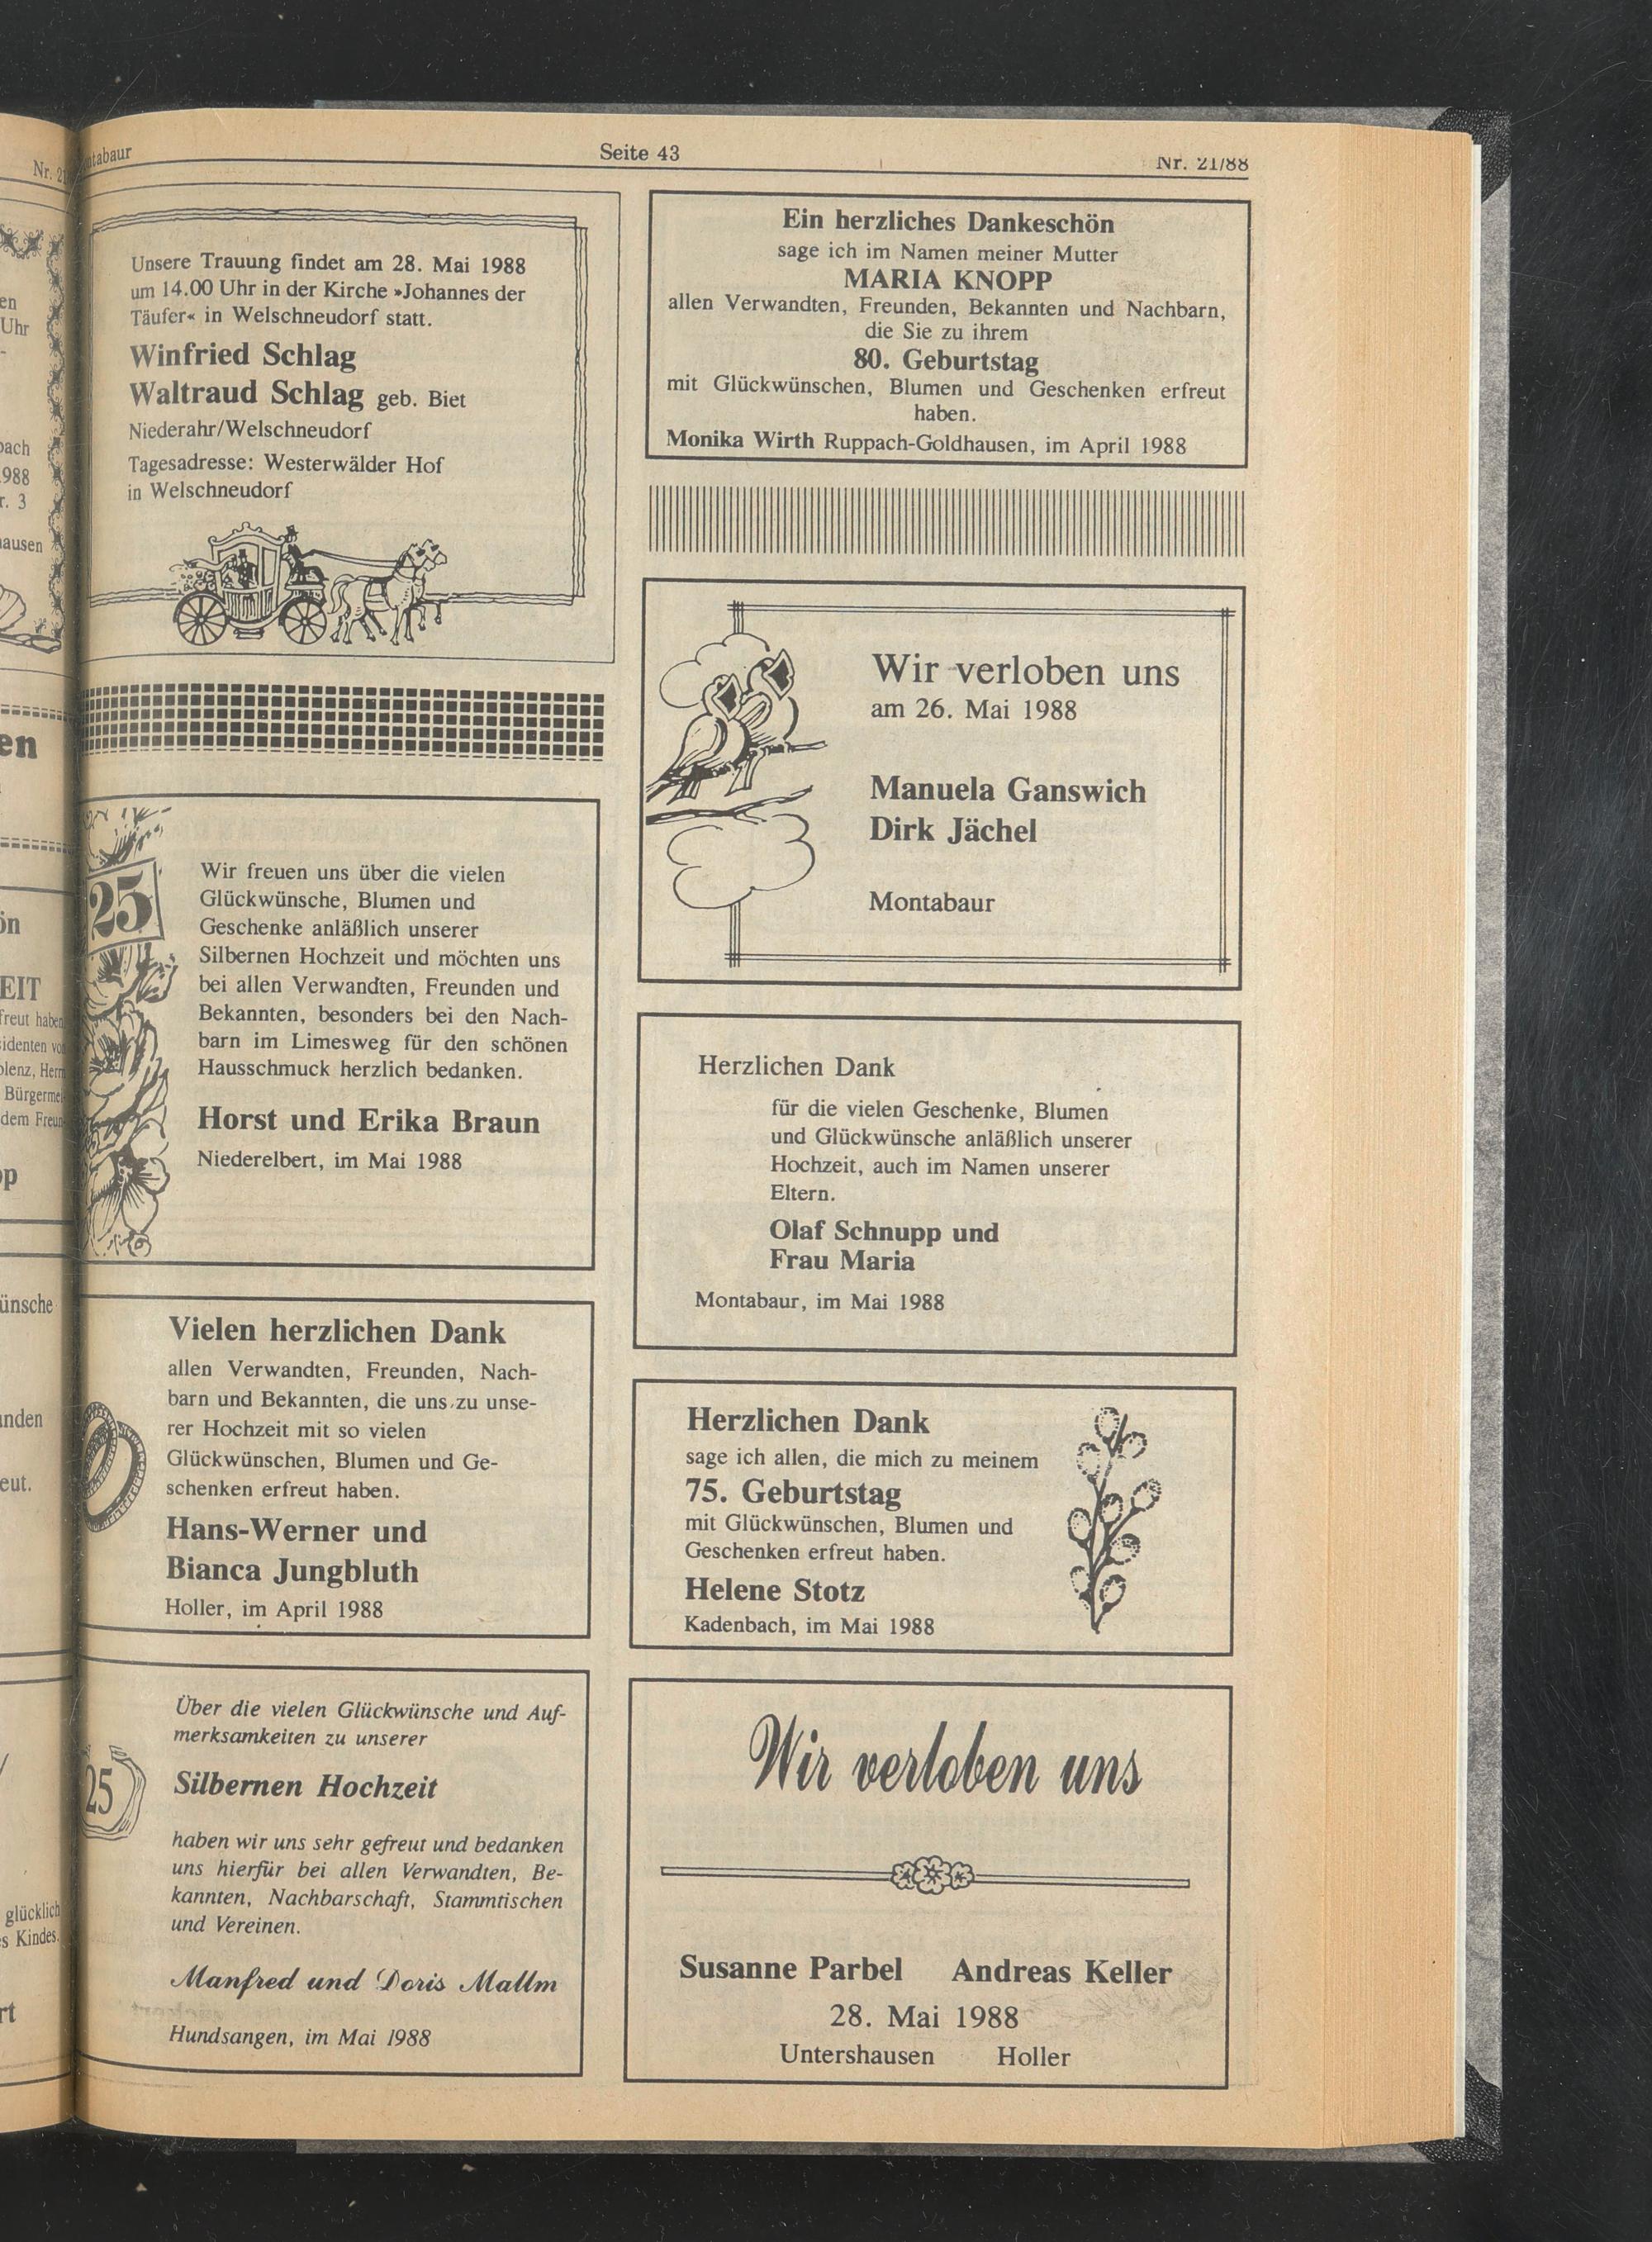 Seite 43
Nr. 21/88
Unsere Trauung findet am 28. Mai 1988
um 14.00 Uhr in der Kirche »Johannes der
Täufer« in Welschneudorf statt.
Winfried Schlag
Waltraud Schlag geb. Biet
Niederahr/Welschneudorf
Tagesadresse: Westerwälder Hof
in Welschneudorf
25
Wir freuen uns über die vielen
Glückwünsche, Blumen und
Geschenke anläßlich unserer
Silbernen Hochzeit und möchten uns
bei allen Verwandten, Freunden und
Bekannten, besonders bei den Nach-
barn im Limesweg für den schönen
Hausschmuck herzlich bedanken.
Horst und Erika Braun
Niederelbert, im Mai 1988
Vielen herzlichen Dank
allen Verwandten, Freunden, Nach-
barn und Bekannten, die uns zu unse-
rer Hochzeit mit so vielen
Glückwünschen, Blumen und Ge-
schenken erfreut haben.
Hans-Werner und
Bianca Jungbluth
Holler, im April 1988
Über die vielen Glückwünsche und Auf-
merksamkeiten zu unserer
25
Silbernen Hochzeit
haben wir uns sehr gefreut und bedanken
uns hierfür bei allen Verwandten, Be-
kannten, Nachbarschaft, Stammtischen
und Vereinen.
Manfred und Doris Mallm
Hundsangen, im Mai 1988
Ein herzliches Dankeschön
sage ich im Namen meiner Mutter
MARIA KNOPP
allen Verwandten, Freunden, Bekannten und Nachbarn,
die Sie zu ihrem
80. Geburtstag
mit Glückwünschen, Blumen und Geschenken erfreut
haben.
Monika Wirth Ruppach-Goldhausen, im April 1988
Wir verloben uns
am 26. Mai 1988
Manuela Ganswich
Dirk Jächel
Montabaur
Herzlichen Dank
für die vielen Geschenke, Blumen
und Glückwünsche anläßlich unserer
Hochzeit, auch im Namen unserer
Eltern.
Olaf Schnupp und
Frau Maria
Montabaur, im Mai 1988
Herzlichen Dank
sage ich allen, die mich zu meinem
75. Geburtstag
mit Glückwünschen, Blumen und
Geschenken erfreut haben.
Helene Stotz
Kadenbach, im Mai 1988
Wir verloben uns
Susanne Parbel Andreas Keller
28. Mai 1988
Untershausen Holler